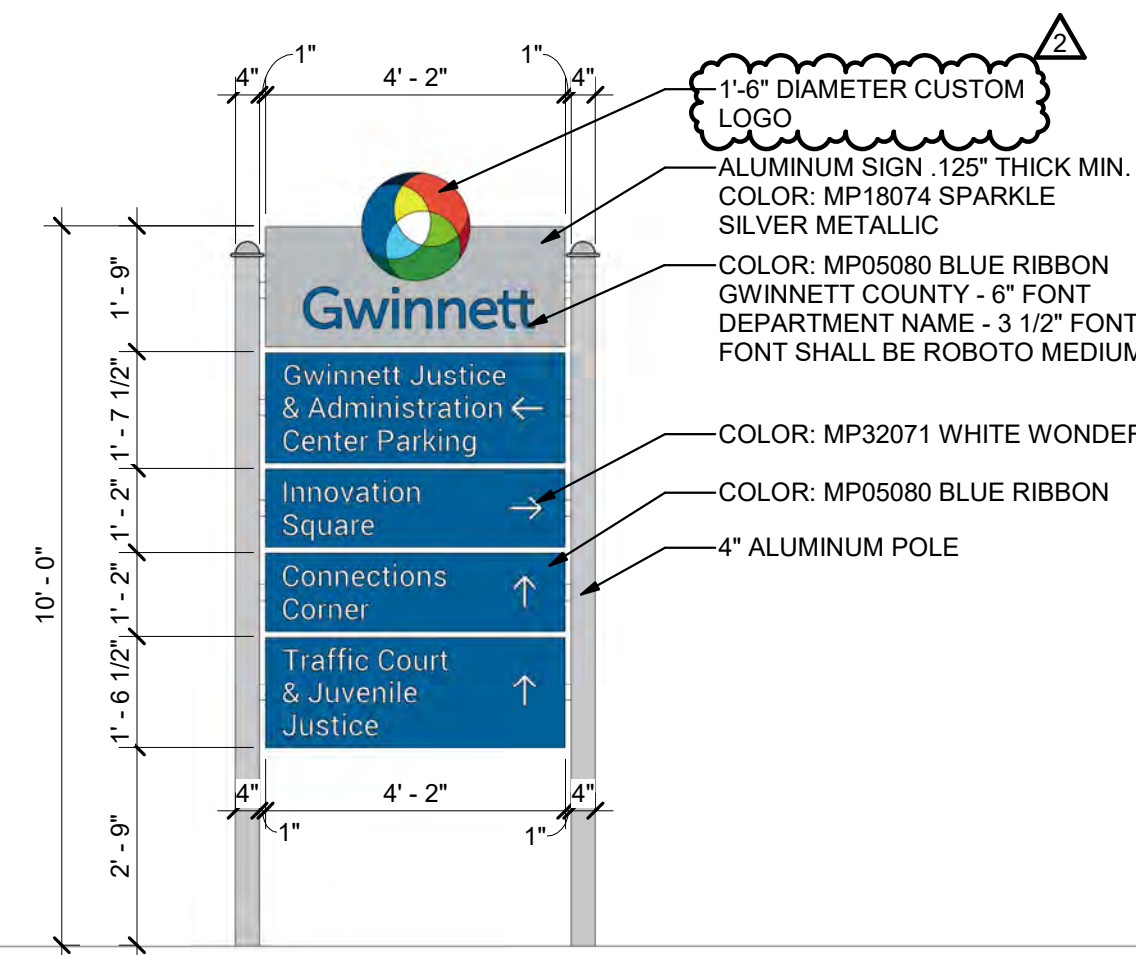 2
1" 1"
4" 4' - 2" 4"
1'-6" DIAMETER CUSTOM
LOGO
ALUMINUM SIGN .125" THICK MIN.
COLOR: MP18074 SPARKLE
SILVER METALLIC
COLOR: MP05080 BLUE RIBBON
GWINNETT COUNTY - 6" FONT
DEPARTMENT NAME - 3 1/2" FONT
FONT SHALL BE ROBOTO MEDIUM
COLOR: MP32071 WHITE WONDER
COLOR: MP05080 BLUE RIBBON
4" ALUMINUM POLE
Gwinnett
Gwinnett Justice
& Administration ←
Center Parking
Innovation
Square →
Connections
Corner ↑
Traffic Court
& Juvenile ↑
Justice
10' - 0"
1' - 9"
1' - 7 1/2"
1' - 2"
1' - 2"
1' - 6 1/2"
2' - 9"
4" 4' - 2" 4"
1" 1"